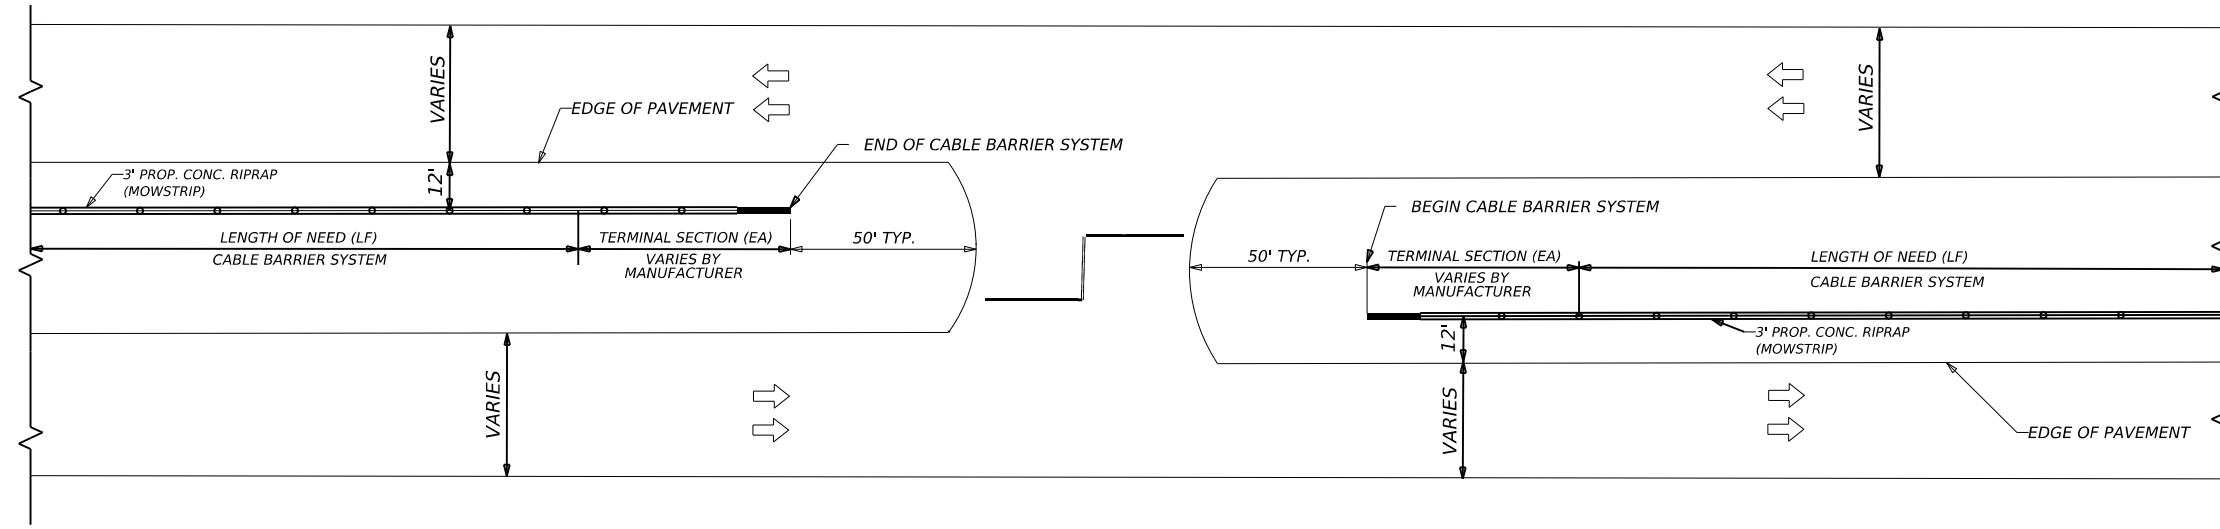 VARIES
EDGE OF PAVEMENT
END OF CABLE BARRIER SYSTEM
3' PROP. CONC. RIPRAP
(MOWSTRIP)
12'
LENGTH OF NEED (LF)
CABLE BARRIER SYSTEM
TERMINAL SECTION (EA)
VARIES BY
MANUFACTURER
50' TYP.
VARIES
VARIES
BEGIN CABLE BARRIER SYSTEM
50' TYP.
TERMINAL SECTION (EA)
VARIES BY
MANUFACTURER
LENGTH OF NEED (LF)
CABLE BARRIER SYSTEM
12'
3' PROP. CONC. RIPRAP
(MOWSTRIP)
VARIES
EDGE OF PAVEMENT